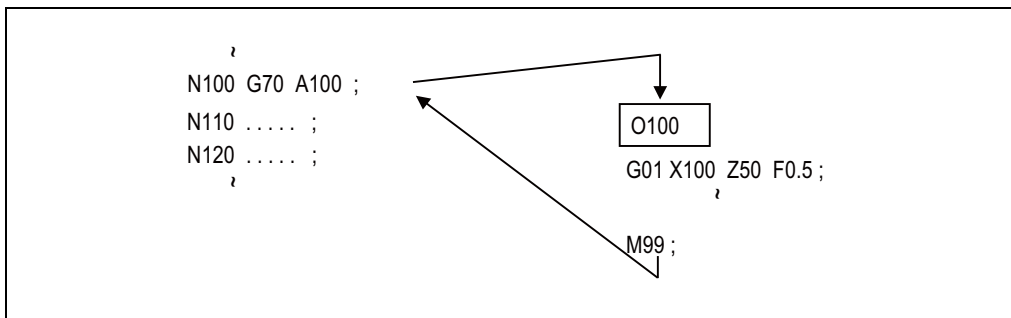 ~
N100 G70 A100 ;
N110 . . . . . ;
N120 . . . . . ;
~
O100
G01 X100 Z50 F0.5 ;
~
M99 ;